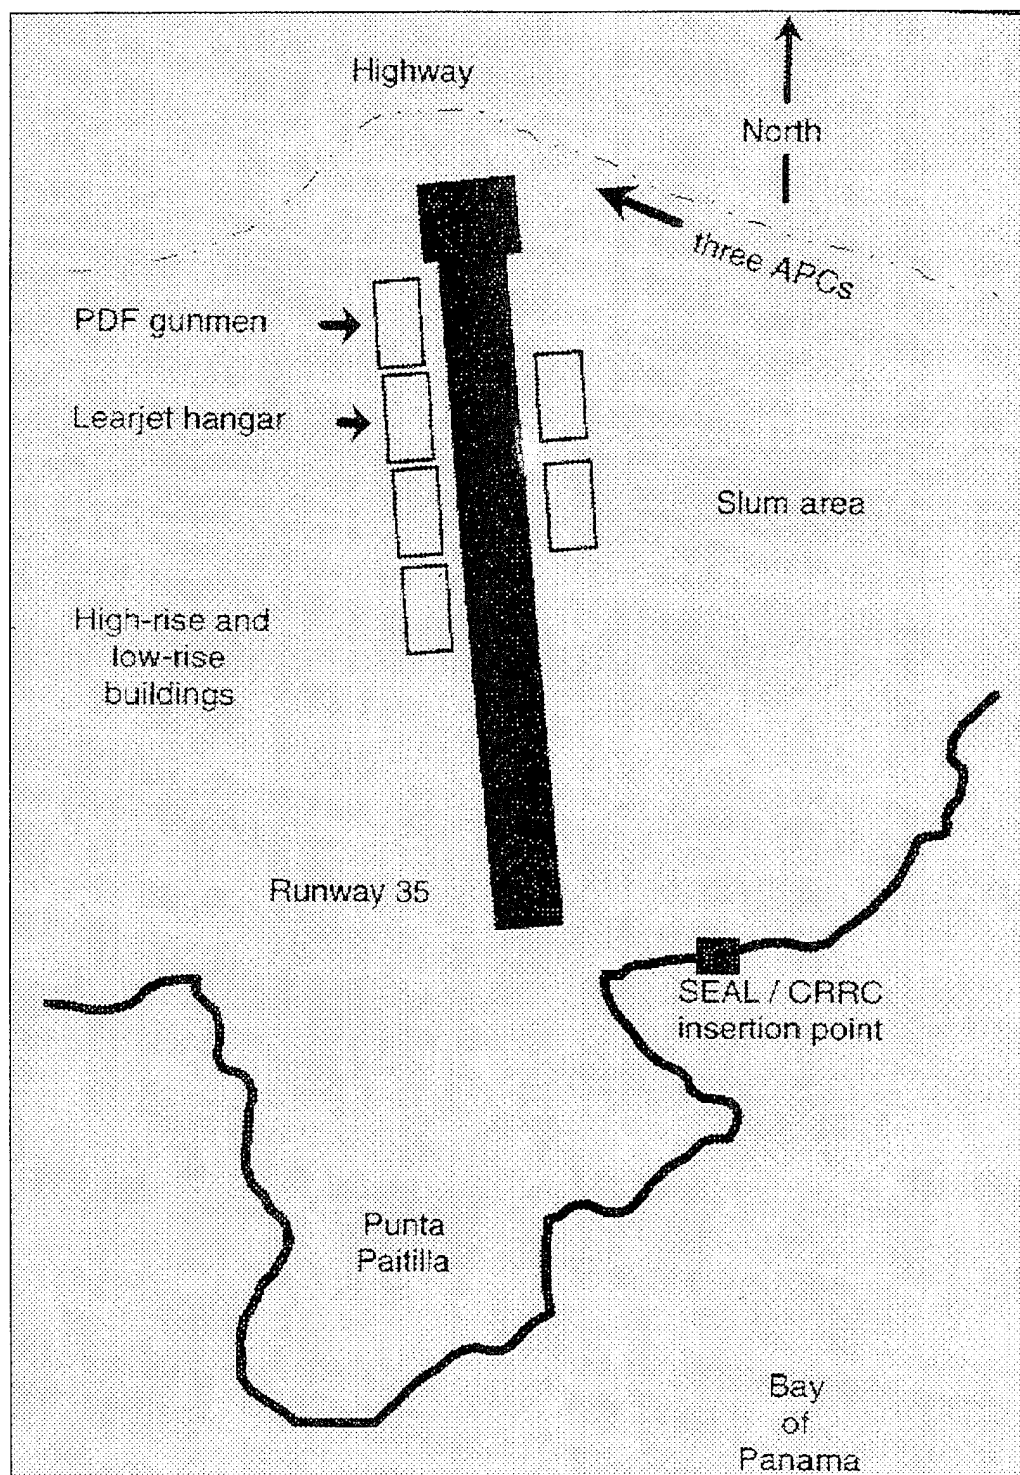 Highway
North
three APCs
PDF gunmen
Learjet hangar
Slum area
High-rise and
low-rise
buildings
Runway 35
SEAL / CRRC
insertion point
Punta
Paitilla
Bay
of
Panama